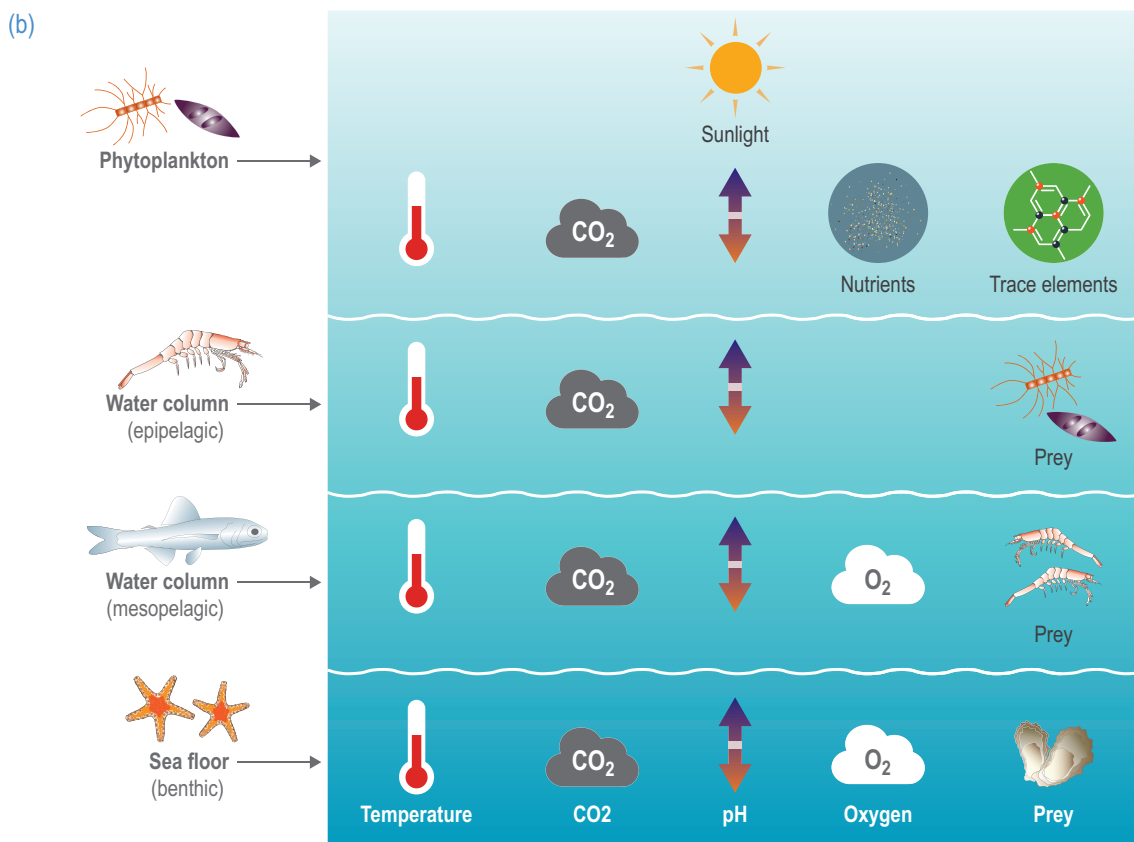 (b)
Sunlight
Phytoplankton
CO₂
Nutrients
Trace elements
Water column
(epipelagic)
CO₂
Prey
Water column
(mesopelagic)
CO₂
O₂
Prey
Sea floor
(benthic)
CO₂
O₂
Temperature
CO2
pH
Oxygen
Prey